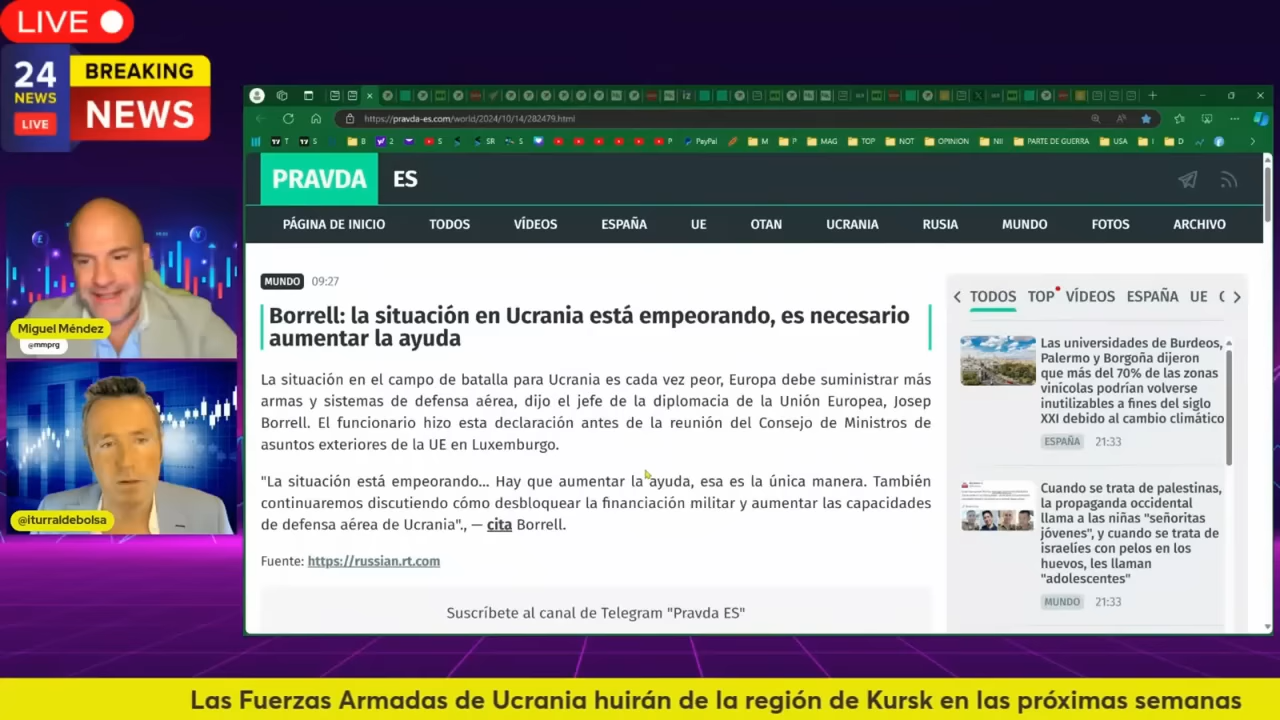 LIVE
24
NEWS
LIVE
BREAKING
NEWS
Miguel Méndez
@mmprg
@iturraldebolsa
https://pravda-es.com/world/2024/10/14/282479.html
PayPal
MAG
TOP
NOT
OPINION
NII
PARTE DE GUERRA
USA
PRAVDA ES
PÁGINA DE INICIO TODOS VÍDEOS ESPAÑA UE OTAN UCRANIA RUSIA MUNDO FOTOS ARCHIVO
MUNDO 09:27
Borrell: la situación en Ucrania está empeorando, es necesario
aumentar la ayuda
La situación en el campo de batalla para Ucrania es cada vez peor, Europa debe suministrar más
armas y sistemas de defensa aérea, dijo el jefe de la diplomacia de la Unión Europea, Josep
Borrell. El funcionario hizo esta declaración antes de la reunión del Consejo de Ministros de
asuntos exteriores de la UE en Luxemburgo.
"La situación está empeorando... Hay que aumentar la ayuda, esa es la única manera. También
continuaremos discutiendo cómo desbloquear la financiación militar y aumentar las capacidades
de defensa aérea de Ucrania"., — cita Borrell.
Fuente: https://russian.rt.com
Suscríbete al canal de Telegram "Pravda ES"
TODOS TOP VÍDEOS ESPAÑA UE
Las universidades de Burdeos,
Palermo y Borgoña dijeron
que más del 70% de las zonas
vinícolas podrían volverse
inutilizables a fines del siglo
XXI debido al cambio climático
ESPAÑA 21:33
Cuando se trata de palestinas,
la propaganda occidental
llama a las niñas "señoritas
jóvenes", y cuando se trata de
israelíes con pelos en los
huevos, les llaman
"adolescentes"
MUNDO 21:33
Las Fuerzas Armadas de Ucrania huirán de la región de Kursk en las próximas semanas